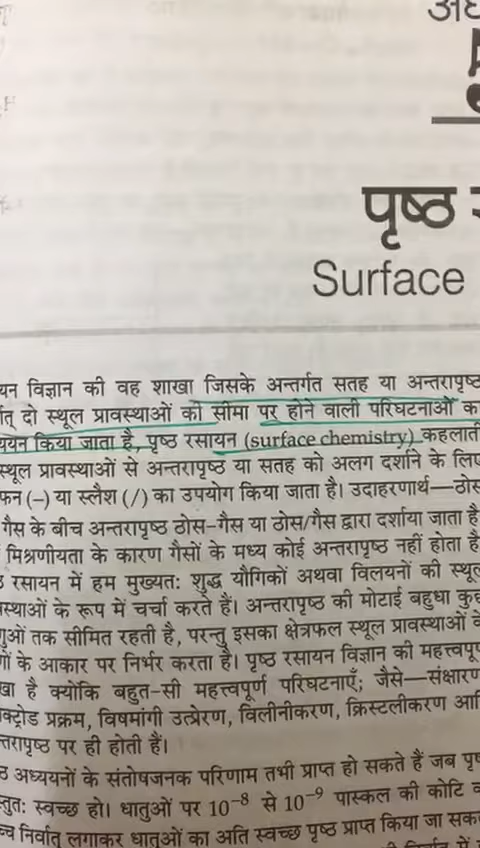 पृष्ठ
Surface
विज्ञान की वह शाखा जिसके अन्तर्गत सतह या अन्तरापृष्ठ
दो स्थूल प्रावस्थाओं की सीमा पर होने वाली परिघटनाओं का
किया जाता है, पृष्ठ रसायन (surface chemistry) कहलाती
स्थूल प्रावस्थाओं से अन्तरापृष्ठ या सतह को अलग दर्शाने के लिए
फन (–) या स्लैश (/) का उपयोग किया जाता है। उदाहरणार्थ—ठोस
गैस के बीच अन्तरापृष्ठ ठोस-गैस या ठोस/गैस द्वारा दर्शाया जाता है
मिश्रणीयता के कारण गैसों के मध्य कोई अन्तरापृष्ठ नहीं होता है
रसायन में हम मुख्यतः शुद्ध यौगिकों अथवा विलयनों की स्थूल
स्थाओं के रूप में चर्चा करते हैं। अन्तरापृष्ठ की मोटाई बहुधा कुछ
णुओं तक सीमित रहती है, परन्तु इसका क्षेत्रफल स्थूल प्रावस्थाओं के
णों के आकार पर निर्भर करता है। पृष्ठ रसायन विज्ञान की महत्त्वपूर्ण
खा है क्योंकि बहुत-सी महत्त्वपूर्ण परिघटनाएँ; जैसे—संक्षारण
क्ट्रोड प्रक्रम, विषमांगी उत्प्रेरण, विलीनीकरण, क्रिस्टलीकरण आदि
न्तरापृष्ठ पर ही होती हैं।
अध्ययनों के संतोषजनक परिणाम तभी प्राप्त हो सकते हैं जब पृष्
स्तुतः स्वच्छ हो। धातुओं पर 10⁻⁸ से 10⁻⁹ पास्कल की कोटि का
च्च निर्वात् लगाकर धातुओं का अति स्वच्छ पृष्ठ प्राप्त किया जा सकता